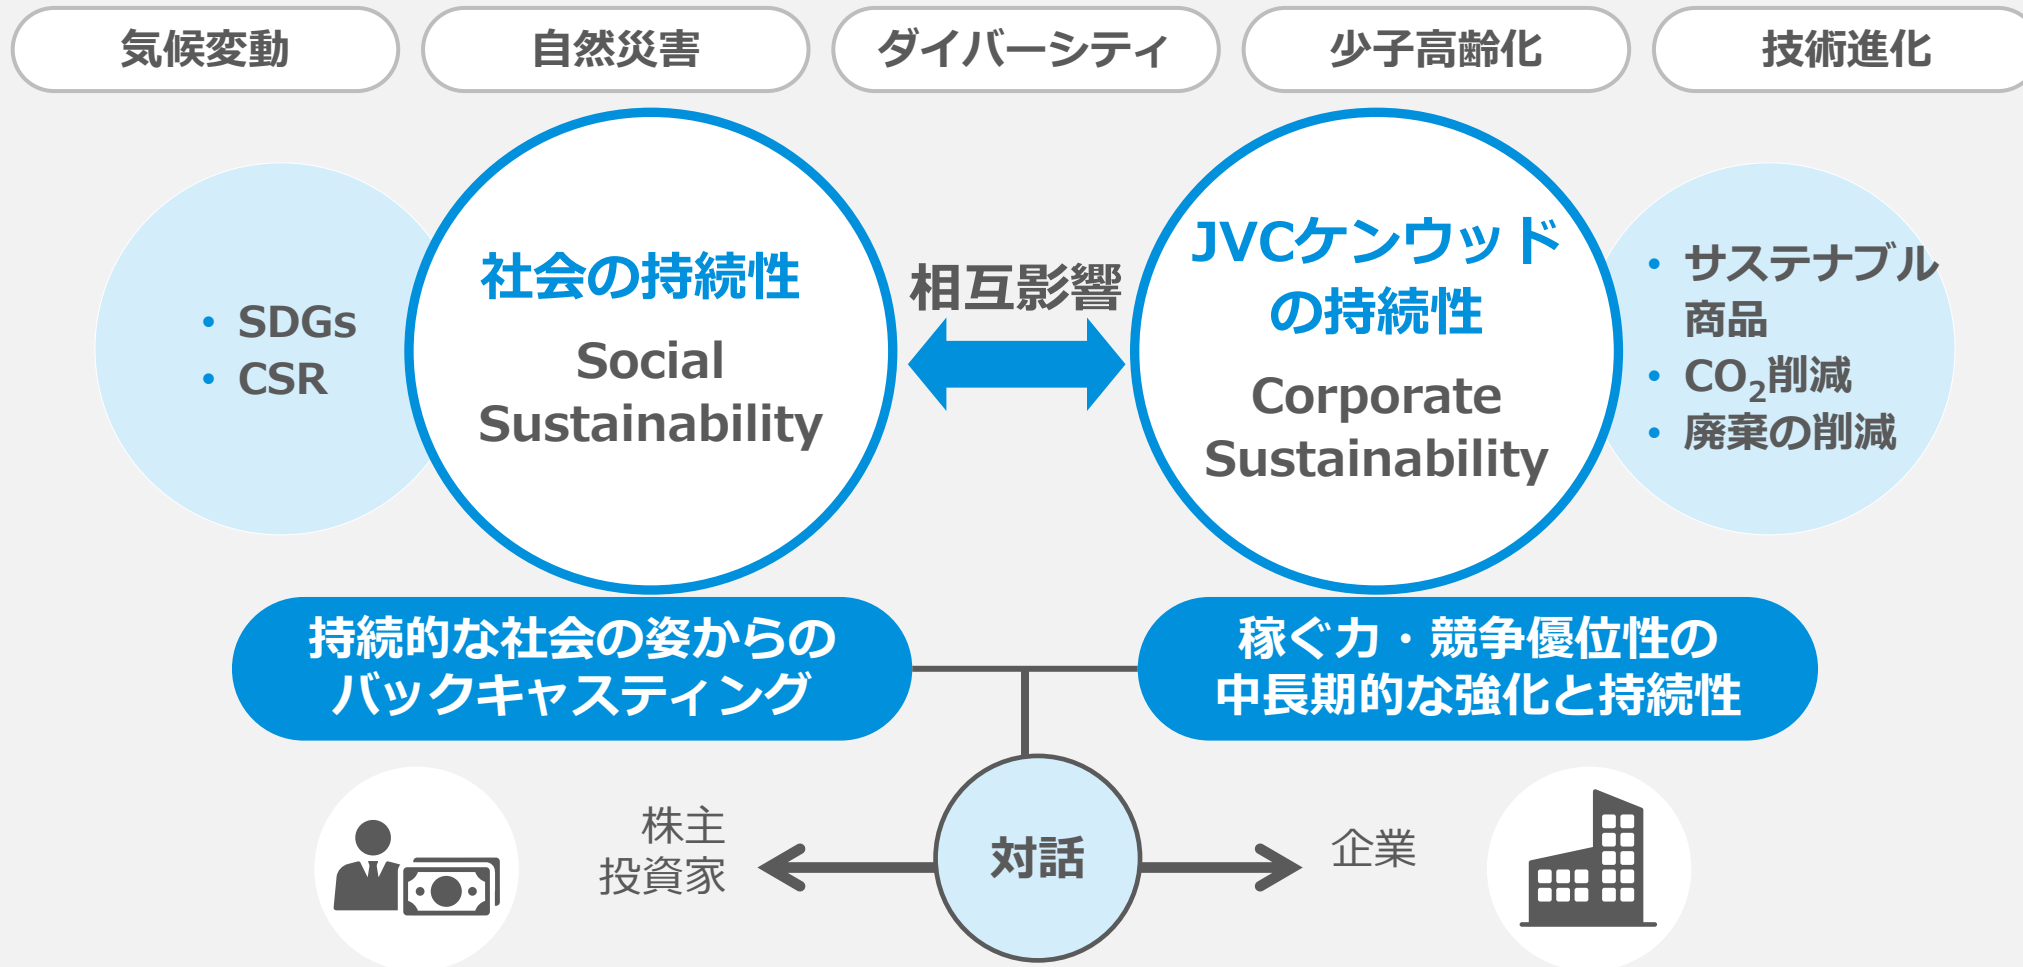 気候変動
自然災害
ダイバーシティ
少子高齢化
技術進化
• SDGs
• CSR
社会の持続性
Social
Sustainability
相互影響
JVCケンウッド
の持続性
Corporate
Sustainability
• サステナブル
商品
• CO₂削減
• 廃棄の削減
持続的な社会の姿からの
バックキャスティング
稼ぐ力・競争優位性の
中長期的な強化と持続性
株主
投資家
対話
企業